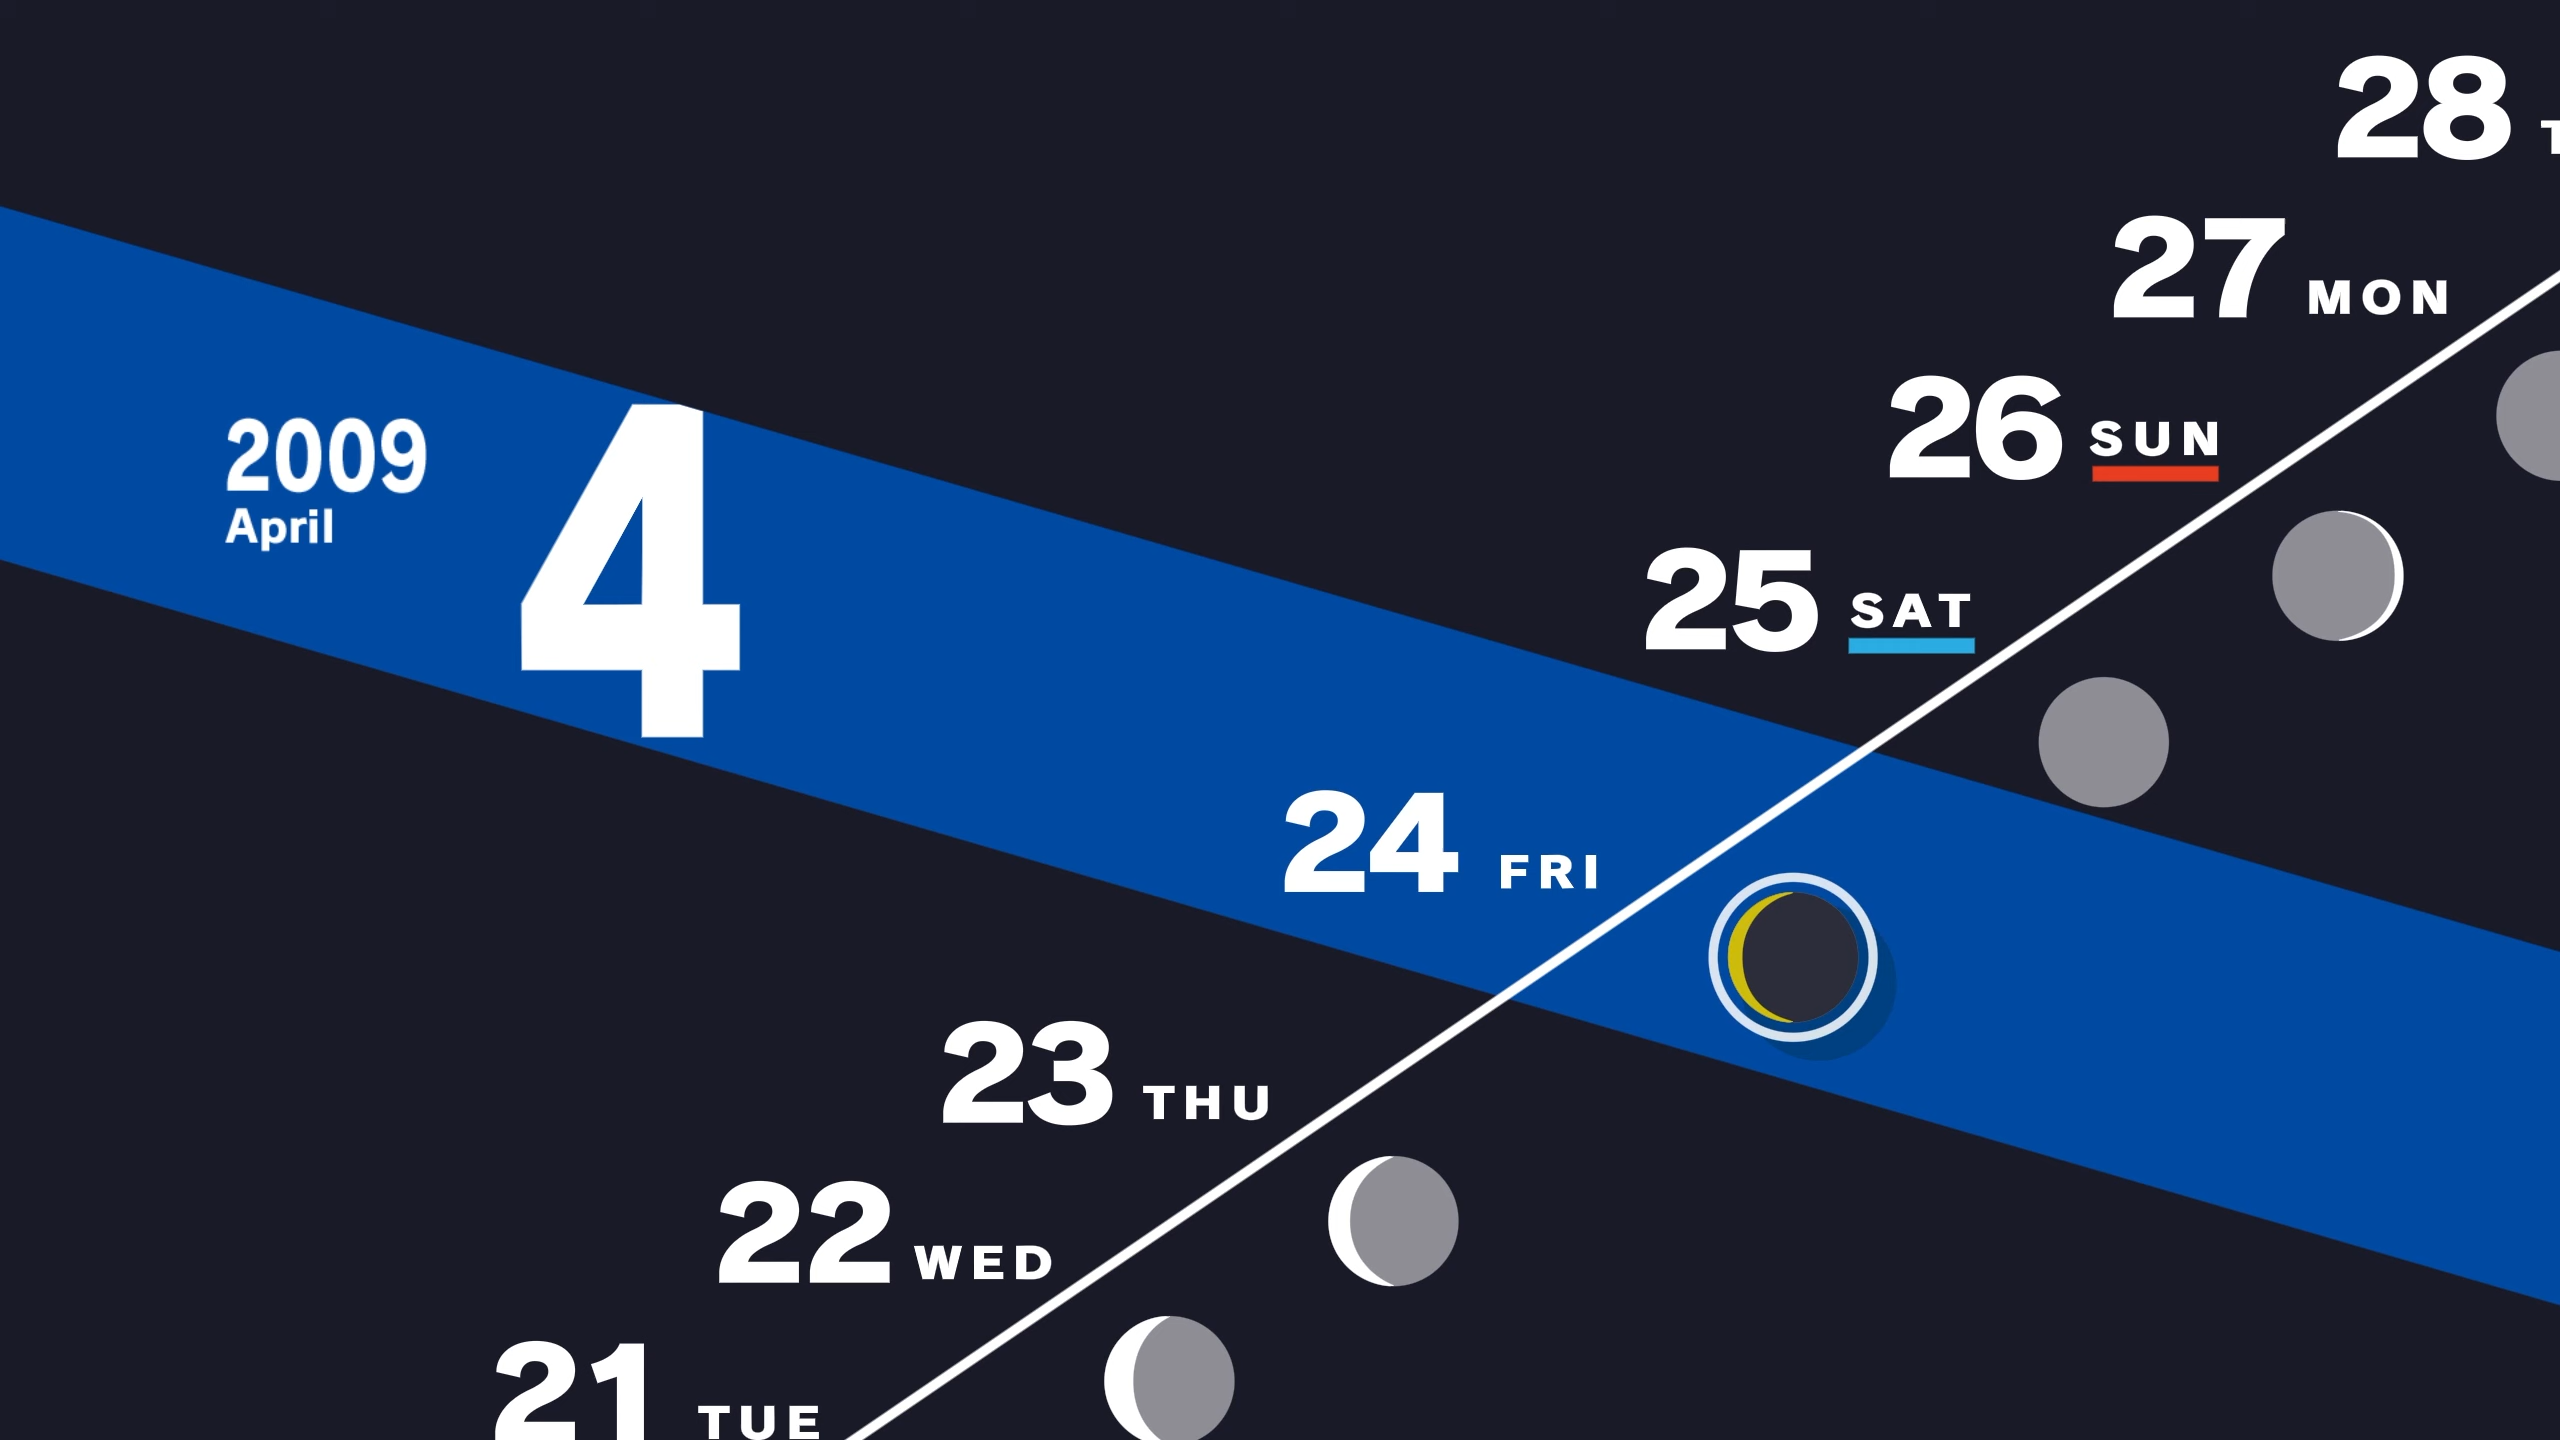 2009
April
4
28 T
27 MON
26 SUN
25 SAT
24 FRI
23 THU
22 WED
21 TUE